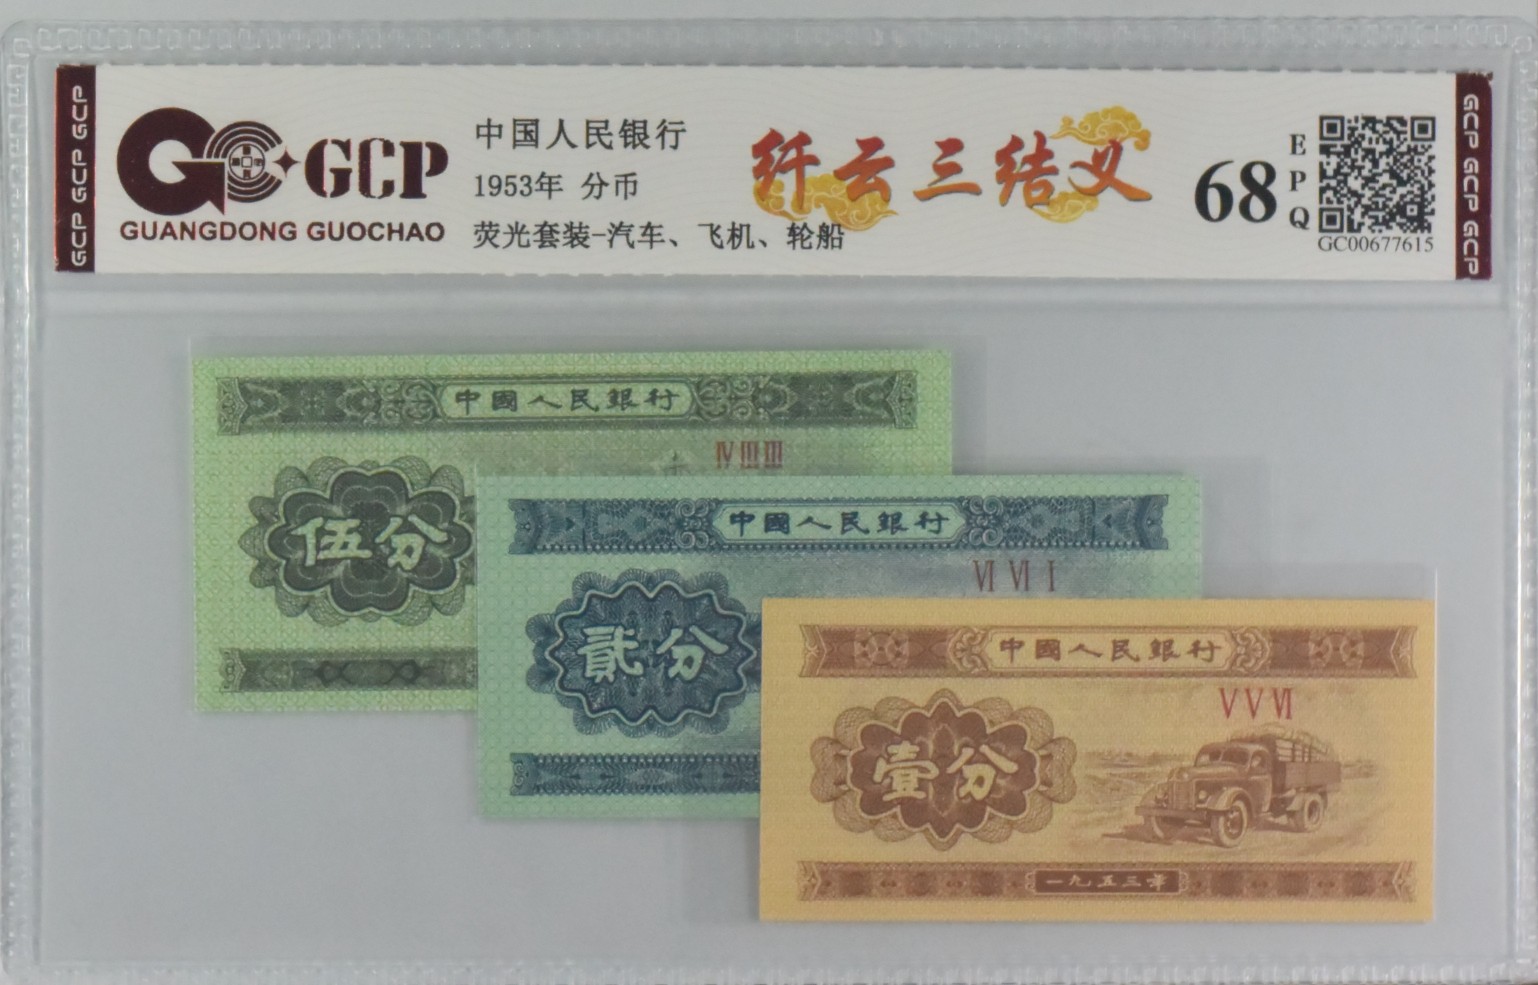 GCP GCP GCP
GCP
GUANGDONG GUOCHAO
中国人民银行
1953年 分币
荧光套装-汽车、飞机、轮船
纤云三结义
68
EPQ
GC00677615
GCP GCP GCP GCP
中國人民銀行
ⅣⅢⅢ
伍分
中國人民銀行
Ⅵ Ⅵ Ⅰ
貳分
中國人民銀行
Ⅴ Ⅴ Ⅵ
壹分
一九五三年